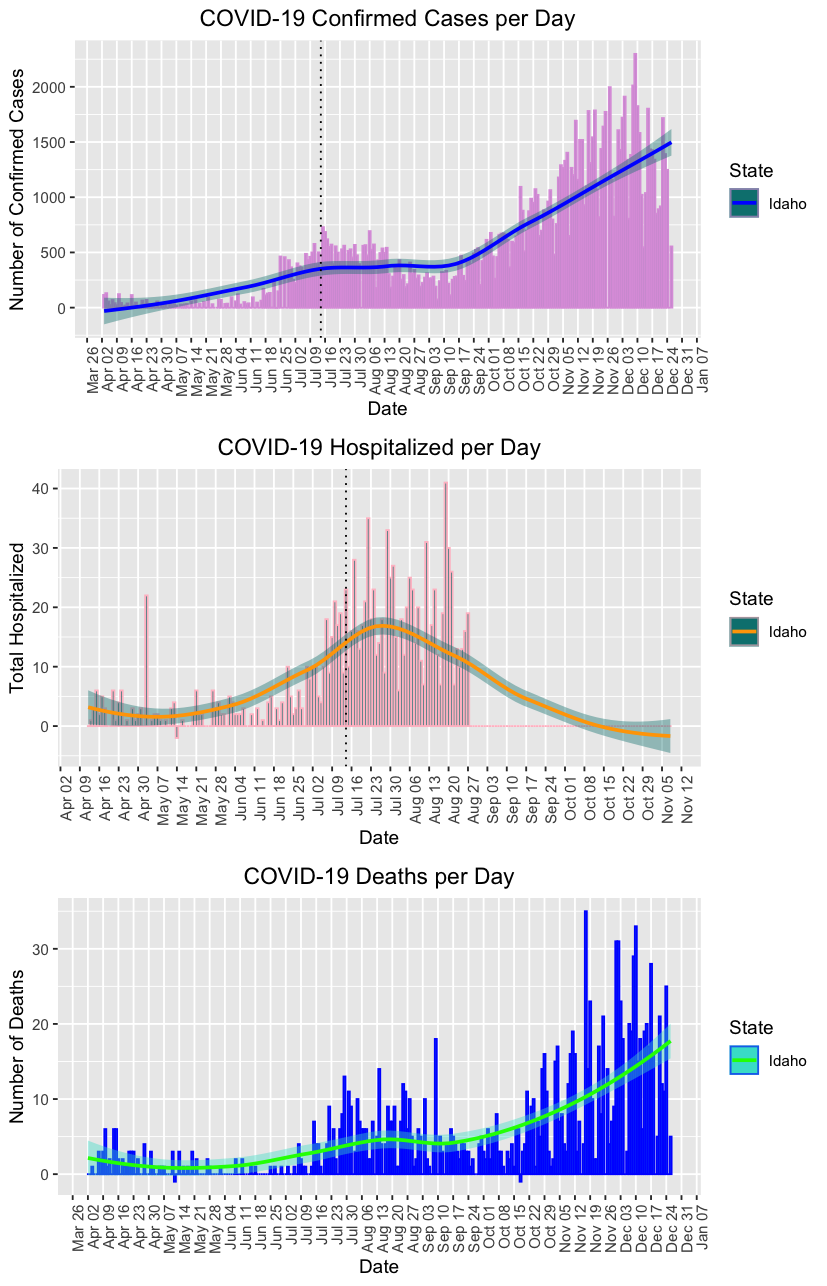 COVID-19 Confirmed Cases per Day
Number of Confirmed Cases
2000
1500
1000
500
0
Mar 26
Apr 02
Apr 09
Apr 16
Apr 23
Apr 30
May 07
May 14
May 21
May 28
Jun 04
Jun 11
Jun 18
Jun 25
Jul 02
Jul 09
Jul 16
Jul 23
Jul 30
Aug 06
Aug 13
Aug 20
Aug 27
Sep 03
Sep 10
Sep 17
Sep 24
Oct 01
Oct 08
Oct 15
Oct 22
Oct 29
Nov 05
Nov 12
Nov 19
Nov 26
Dec 03
Dec 10
Dec 17
Dec 24
Dec 31
Jan 07
Date
State
Idaho
COVID-19 Hospitalized per Day
Total Hospitalized
40
30
20
10
0
Apr 02
Apr 09
Apr 16
Apr 23
Apr 30
May 07
May 14
May 21
May 28
Jun 04
Jun 11
Jun 18
Jun 25
Jul 02
Jul 09
Jul 16
Jul 23
Jul 30
Aug 06
Aug 13
Aug 20
Aug 27
Sep 03
Sep 10
Sep 17
Sep 24
Oct 01
Oct 08
Oct 15
Oct 22
Oct 29
Nov 05
Nov 12
Date
State
Idaho
COVID-19 Deaths per Day
Number of Deaths
30
20
10
0
Mar 26
Apr 02
Apr 09
Apr 16
Apr 23
Apr 30
May 07
May 14
May 21
May 28
Jun 04
Jun 11
Jun 18
Jun 25
Jul 02
Jul 09
Jul 16
Jul 23
Jul 30
Aug 06
Aug 13
Aug 20
Aug 27
Sep 03
Sep 10
Sep 17
Sep 24
Oct 01
Oct 08
Oct 15
Oct 22
Oct 29
Nov 05
Nov 12
Nov 19
Nov 26
Dec 03
Dec 10
Dec 17
Dec 24
Dec 31
Jan 07
Date
State
Idaho